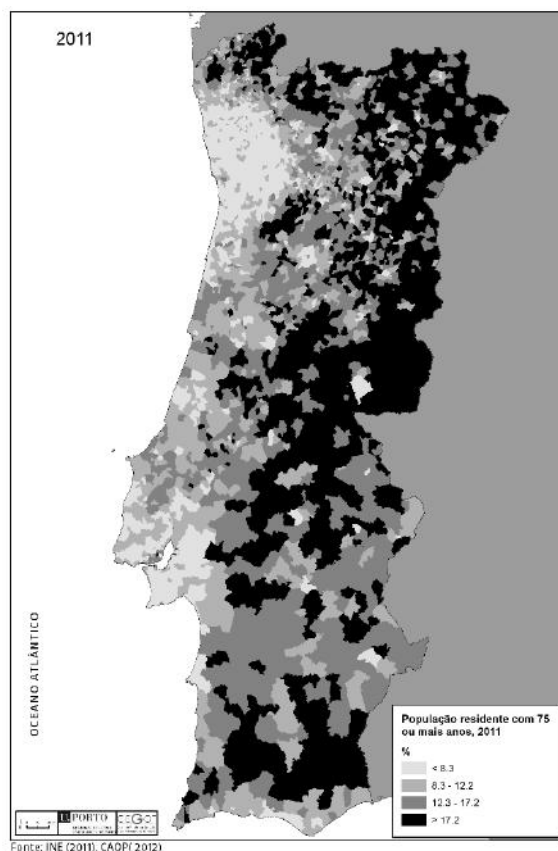 2011
OCEANO ATLÂNTICO
População residente com 75
ou mais anos, 2011
%
< 8.3
8.3 - 12.2
12.3 - 17.2
> 17.2
PORTO
CEGOT
Fonte: INE (2011), CAOP( 2012)